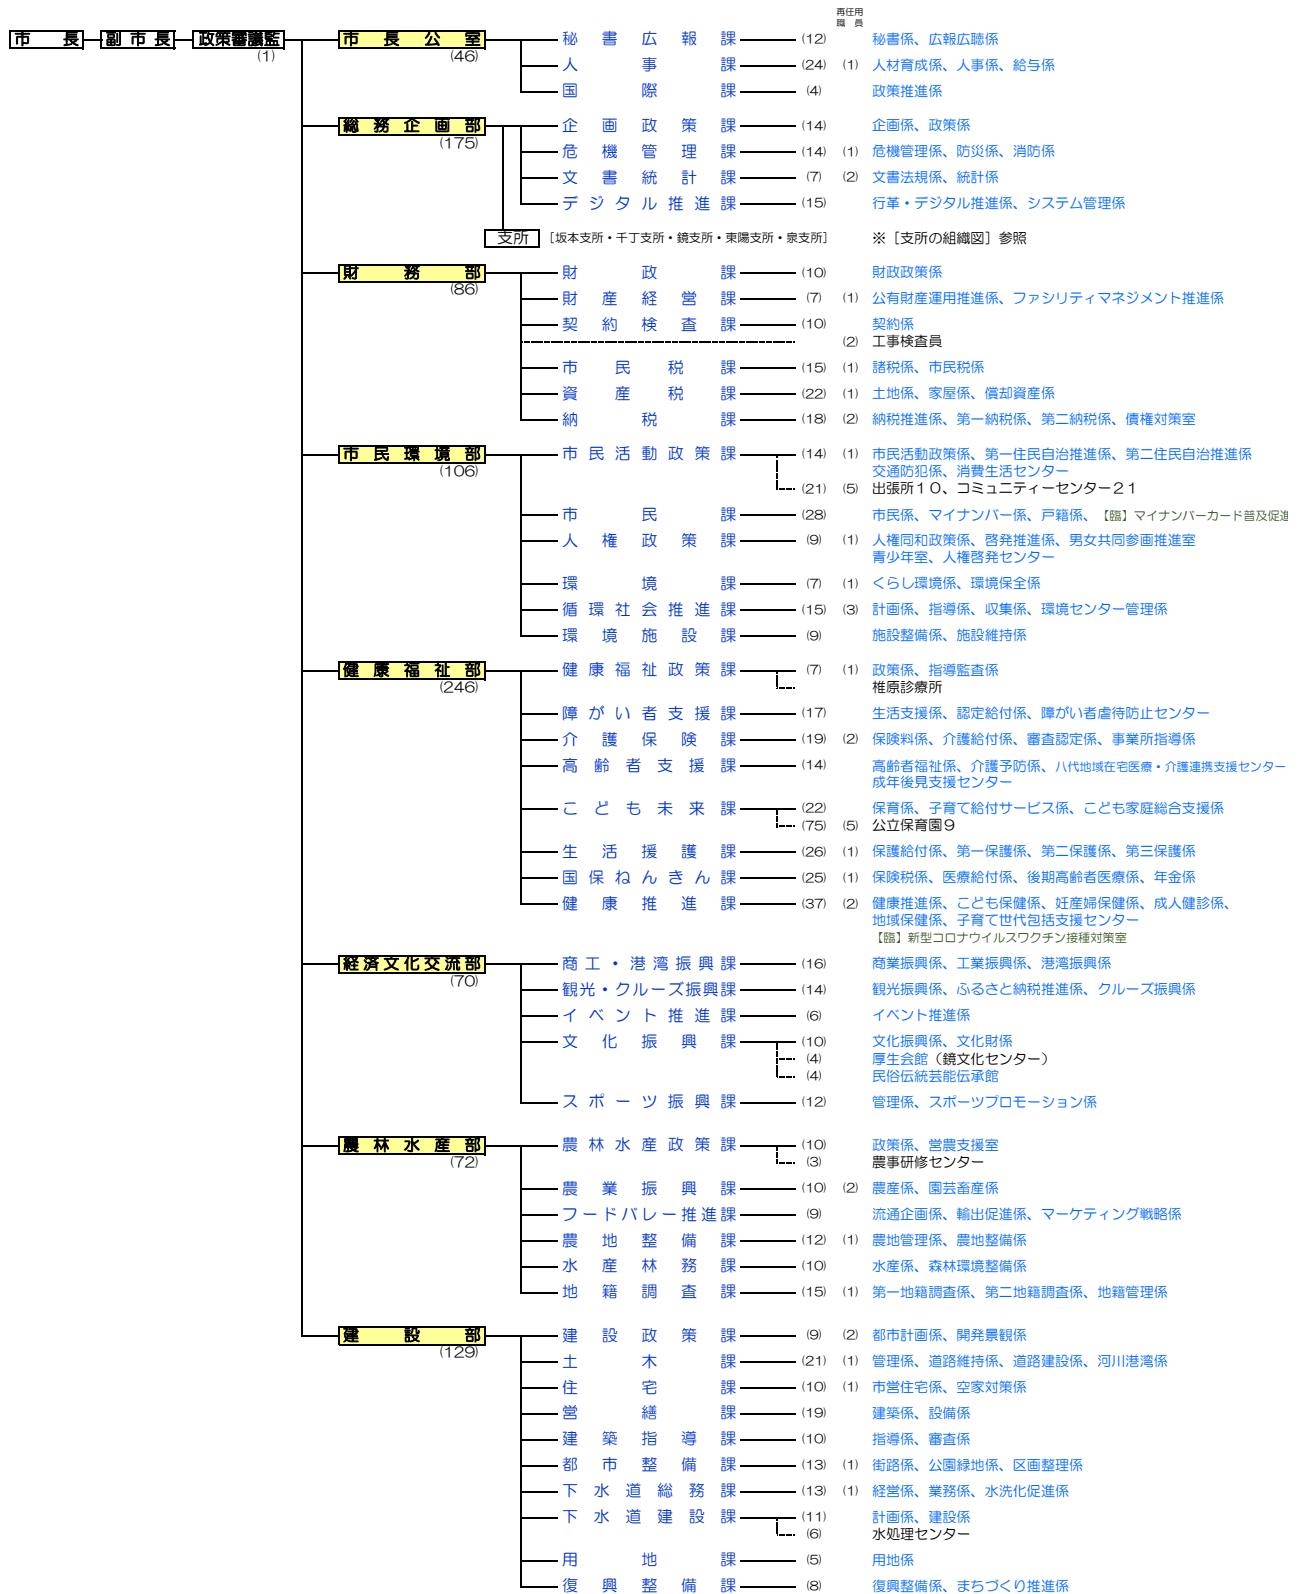 再任用
職　員
市　長 副市長 政策審議監 市長公室 秘書広報課 (12) 秘書係、広報広聴係
(1) (46)
人事課 (24) (1) 人材育成係、人事係、給与係
国際課 (4) 政策推進係
総務企画部 企画政策課 (14) 企画係、政策係
(175)
危機管理課 (14) (1) 危機管理係、防災係、消防係
文書統計課 (7) (2) 文書法規係、統計係
デジタル推進課 (15) 行革・デジタル推進係、システム管理係
支所 [坂本支所・千丁支所・鏡支所・東陽支所・泉支所] ※［支所の組織図］参照
財務部 財政課 (10) 財政政策係
(86)
財産経営課 (7) (1) 公有財産運用推進係、ファシリティマネジメント推進係
契約検査課 (10) 契約係
(2) 工事検査員
市民税課 (15) (1) 諸税係、市民税係
資産税課 (22) (1) 土地係、家屋係、償却資産係
納税課 (18) (2) 納税推進係、第一納税係、第二納税係、債権対策室
市民環境部 市民活動政策課 (14) (1) 市民活動政策係、第一住民自治推進係、第二住民自治推進係
(106) 交通防犯係、消費生活センター
(21) (5) 出張所１０、コミュニティーセンター２１
市民課 (28) 市民係、マイナンバー係、戸籍係、【臨】マイナンバーカード普及促進
人権政策課 (9) (1) 人権同和政策係、啓発推進係、男女共同参画推進室
青少年室、人権啓発センター
環境課 (7) (1) くらし環境係、環境保全係
循環社会推進課 (15) (3) 計画係、指導係、収集係、環境センター管理係
環境施設課 (9) 施設整備係、施設維持係
健康福祉部 健康福祉政策課 (7) (1) 政策係、指導監査係
(246) 椎原診療所
障がい者支援課 (17) 生活支援係、認定給付係、障がい者虐待防止センター
介護保険課 (19) (2) 保険料係、介護給付係、審査認定係、事業所指導係
高齢者支援課 (14) 高齢者福祉係、介護予防係、八代地域在宅医療・介護連携支援センター
成年後見支援センター
こども未来課 (22) 保育係、子育て給付サービス係、こども家庭総合支援係
(75) (5) 公立保育園９
生活援護課 (26) (1) 保護給付係、第一保護係、第二保護係、第三保護係
国保ねんきん課 (25) (1) 保険税係、医療給付係、後期高齢者医療係、年金係
健康推進課 (37) (2) 健康推進係、こども保健係、妊産婦保健係、成人健診係、
地域保健係、子育て世代包括支援センター
【臨】新型コロナウイルスワクチン接種対策室
経済文化交流部 商工・港湾振興課 (16) 商業振興係、工業振興係、港湾振興係
(70)
観光・クルーズ振興課 (14) 観光振興係、ふるさと納税推進係、クルーズ振興係
イベント推進課 (6) イベント推進係
文化振興課 (10) 文化振興係、文化財係
(4) 厚生会館（鏡文化センター）
(4) 民俗伝統芸能伝承館
スポーツ振興課 (12) 管理係、スポーツプロモーション係
農林水産部 農林水産政策課 (10) 政策係、営農支援室
(72) (3) 農事研修センター
農業振興課 (10) (2) 農産係、園芸畜産係
フードバレー推進課 (9) 流通企画係、輸出促進係、マーケティング戦略係
農地整備課 (12) (1) 農地管理係、農地整備係
水産林務課 (10) 水産係、森林環境整備係
地籍調査課 (15) (1) 第一地籍調査係、第二地籍調査係、地籍管理係
建設部 建設政策課 (9) (2) 都市計画係、開発景観係
(129)
土木課 (21) (1) 管理係、道路維持係、道路建設係、河川港湾係
住宅課 (10) (1) 市営住宅係、空家対策係
営繕課 (19) 建築係、設備係
建築指導課 (10) 指導係、審査係
都市整備課 (13) (1) 街路係、公園緑地係、区画整理係
下水道総務課 (13) (1) 経営係、業務係、水洗化促進係
下水道建設課 (11) 計画係、建設係
(6) 水処理センター
用地課 (5) 用地係
復興整備課 (8) 復興整備係、まちづくり推進係